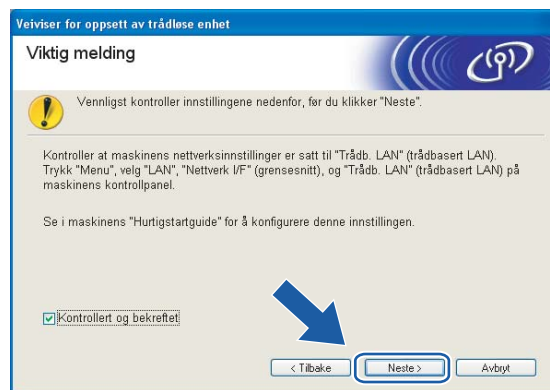 Veiviser for oppsett av trådløse enhet
Viktig melding
Vennligst kontroller innstillingene nedenfor, før du klikker "Neste".
Kontroller at maskinens nettverksinnstillinger er satt til "Trådb. LAN" (trådbasert LAN).
Trykk "Menu", velg "LAN", "Nettverk I/F" (grensesnitt), og "Trådb. LAN" (trådbasert LAN) på
maskinens kontrollpanel.
Se i maskinens "Hurtigstartguide" for å konfigurere denne innstillingen.
Kontrollert og bekreftet
< Tilbake Neste > Avbryt